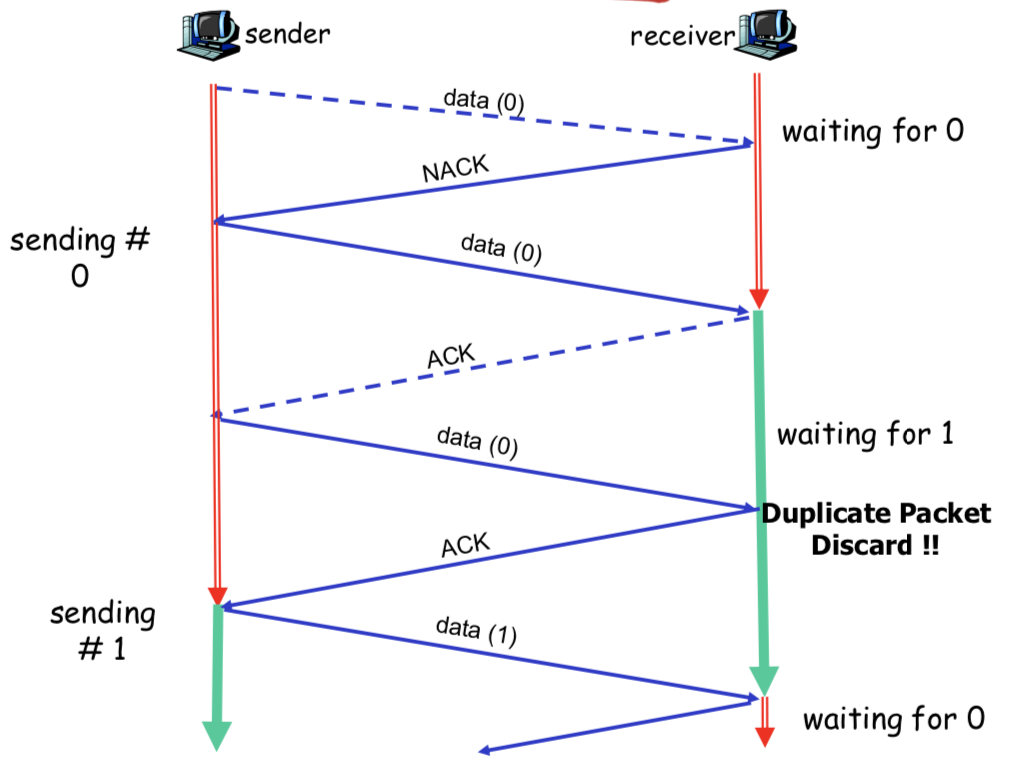 sender
receiver
data (0)
waiting for 0
NACK
sending #
0
data (0)
ACK
waiting for 1
data (0)
Duplicate Packet
Discard !!
ACK
sending
# 1
data (1)
waiting for 0